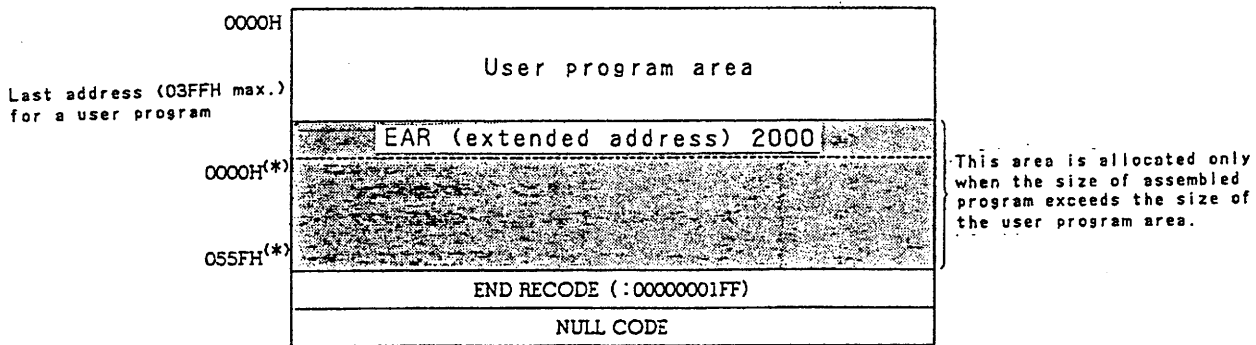 0000H
User program area
Last address (03FFH max.)
for a user program
EAR (extended address) 2000
0000H(*)
055FH(*)
This area is allocated only
when the size of assembled
program exceeds the size of
the user program area.
END RECODE (:00000001FF)
NULL CODE